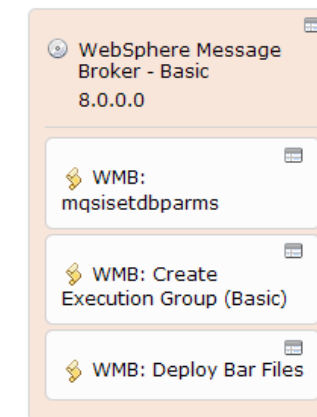 WebSphere Message
Broker - Basic
8.0.0.0
WMB:
mqsisetdbparms
WMB: Create
Execution Group (Basic)
WMB: Deploy Bar Files